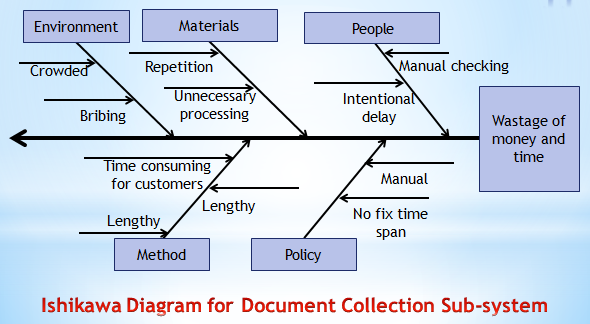 Environment
Materials
People
Crowded
Bribing
Repetition
Unnecessary
processing
Manual checking
Intentional
delay
Wastage of
money and
time
Time consuming
for customers
Lengthy
Lengthy
Manual
No fix time
span
Method
Policy
Ishikawa Diagram for Document Collection Sub-system